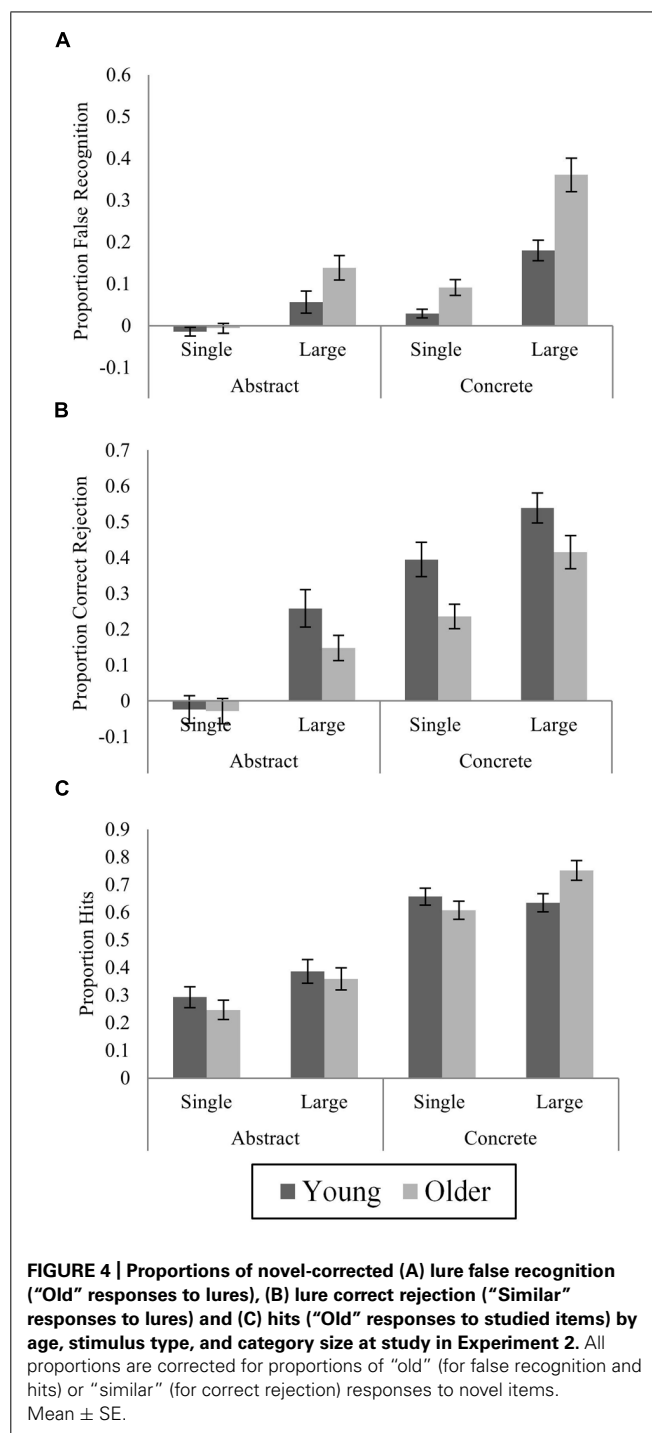 A
Proportion False Recognition
0.6
0.5
0.4
0.3
0.2
0.1
0
-0.1
Single Large Single Large
Abstract Concrete
B
Proportion Correct Rejection
0.7
0.6
0.5
0.4
0.3
0.2
0.1
0
-0.1
Single Large Single Large
Abstract Concrete
C
Proportion Hits
0.9
0.8
0.7
0.6
0.5
0.4
0.3
0.2
0.1
0
Single Large Single Large
Abstract Concrete
Young Older
FIGURE 4 | Proportions of novel-corrected (A) lure false recognition
(“Old” responses to lures), (B) lure correct rejection (“Similar”
responses to lures) and (C) hits (“Old” responses to studied items) by
age, stimulus type, and category size at study in Experiment 2. All
proportions are corrected for proportions of “old” (for false recognition and
hits) or “similar” (for correct rejection) responses to novel items.
Mean ± SE.